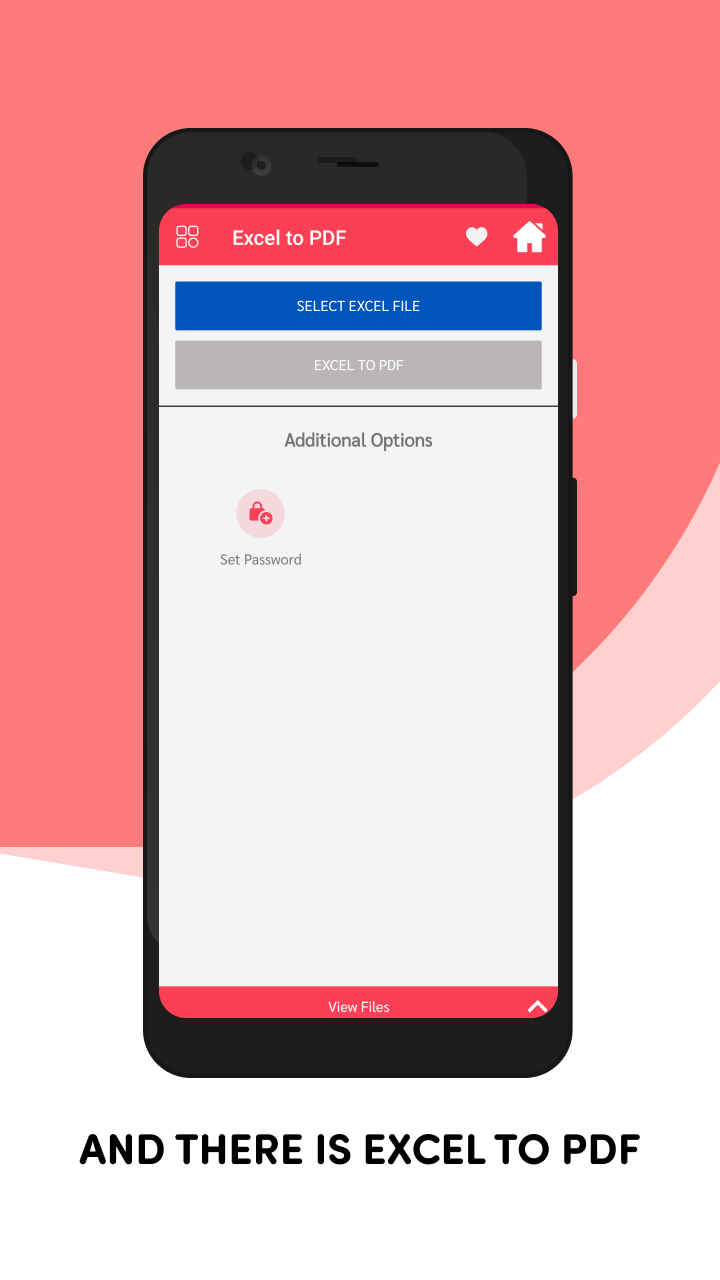 Excel to PDF
SELECT EXCEL FILE
EXCEL TO PDF
Additional Options
Set Password
View Files
AND THERE IS EXCEL TO PDF